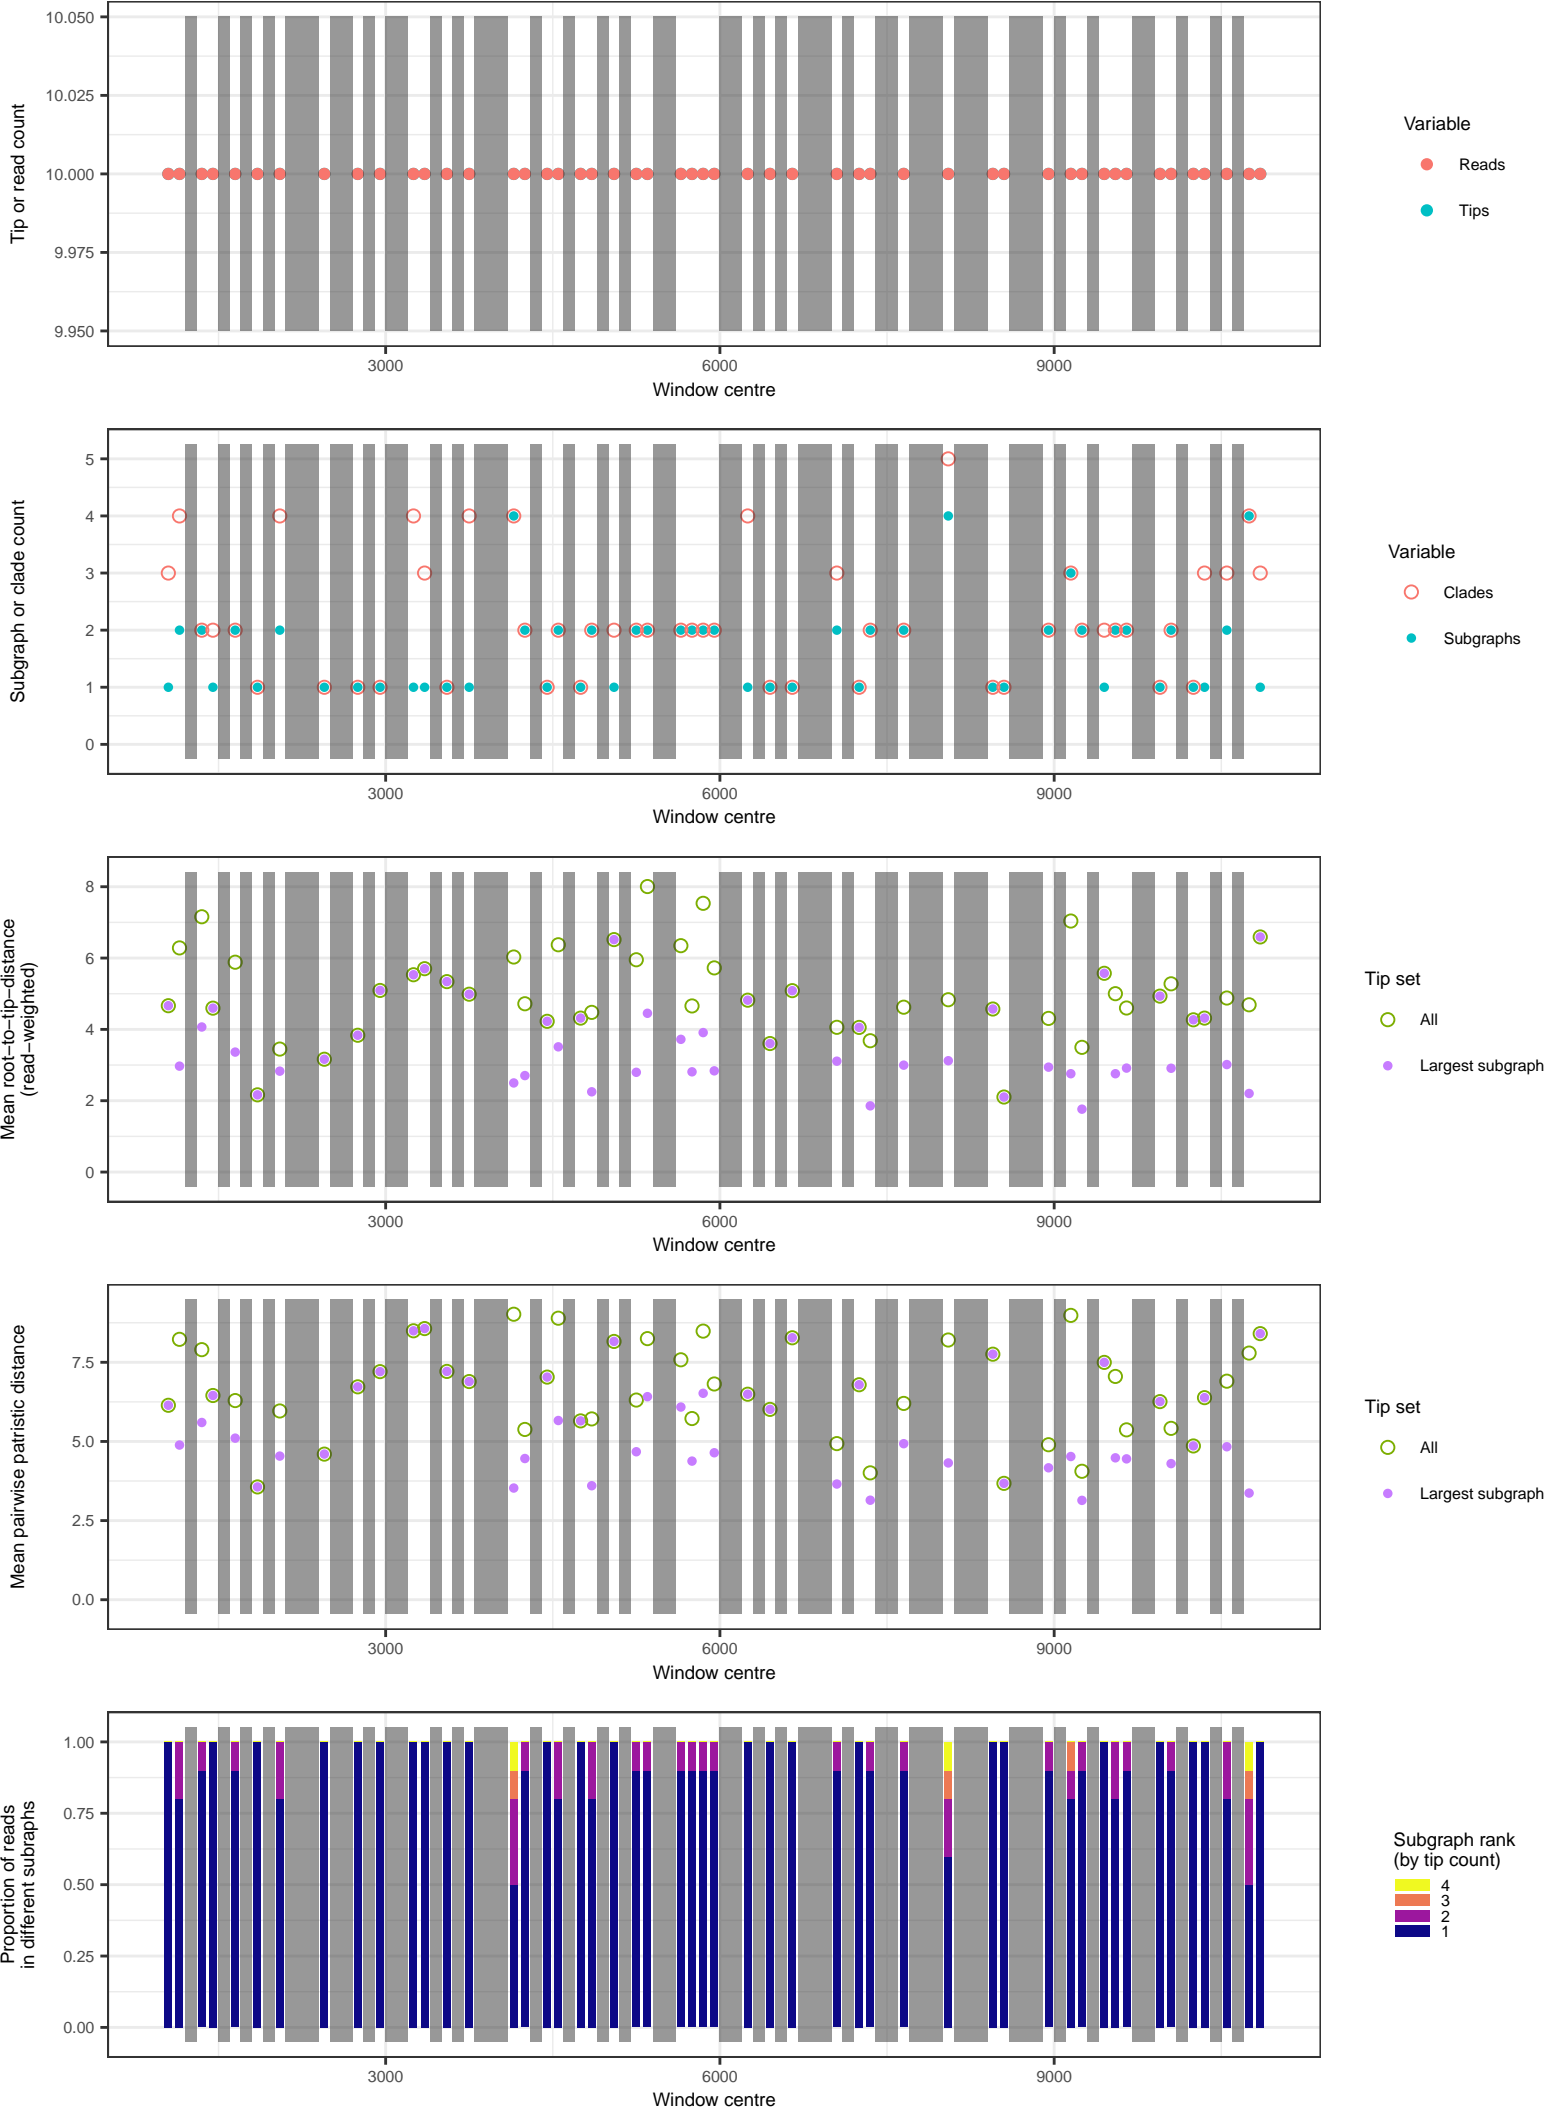 10.050
10.025
10.000
9.975
9.950
Tip or read count
3000
6000
9000
Window centre
Variable
Reads
Tips
5
4
3
2
1
0
Subgraph or clade count
3000
6000
9000
Window centre
Variable
Clades
Subgraphs
8
6
4
2
0
Mean root−to−tip−distance
(read−weighted)
3000
6000
9000
Window centre
Tip set
All
Largest subgraph
7.5
5.0
2.5
0.0
Mean pairwise patristic distance
3000
6000
9000
Window centre
Tip set
All
Largest subgraph
1.00
0.75
0.50
0.25
0.00
Proportion of reads
in different subraphs
3000
6000
9000
Window centre
Subgraph rank
(by tip count)
4
3
2
1